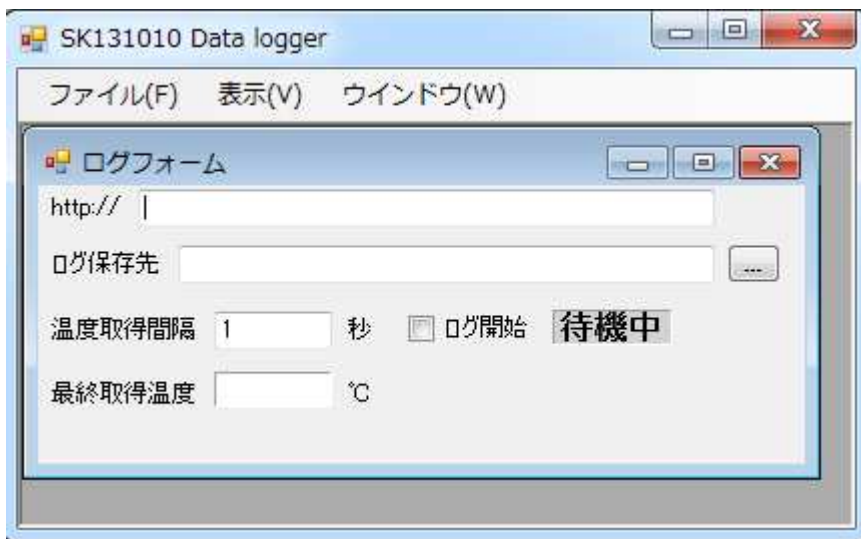 SK131010 Data logger
ファイル(F) 表示(V) ウインドウ(W)
ログフォーム
http://
ログ保存先 ...
温度取得間隔 1 秒 ログ開始 待機中
最終取得温度 ℃